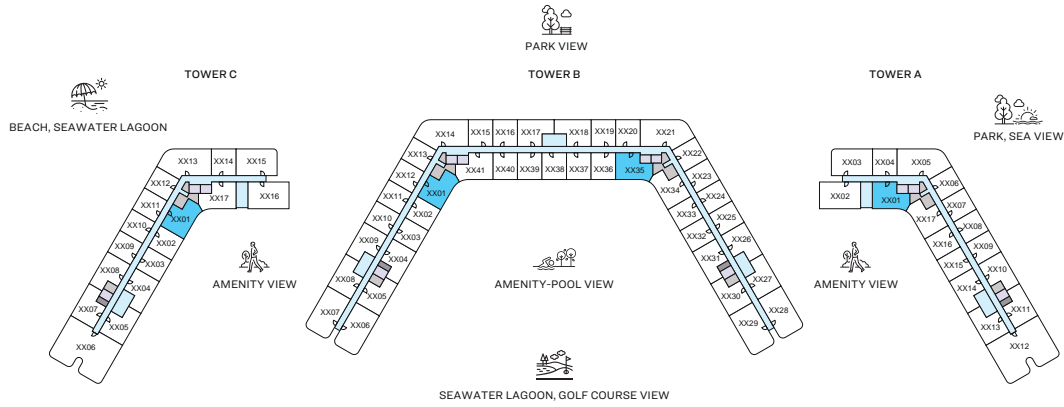 PARK VIEW
TOWER C
TOWER B
TOWER A
BEACH, SEAWATER LAGOON
PARK, SEA VIEW
XX13
XX14
XX15
XX12
XX17
XX16
XX11
XX01
XX10
XX02
XX09
XX03
XX08
XX04
XX07
XX05
XX06
AMENITY VIEW
XX14
XX15
XX16
XX17
XX18
XX19
XX20
XX21
XX13
XX22
XX12
XX41
XX40
XX39
XX38
XX37
XX36
XX35
XX34
XX23
XX11
XX01
XX24
XX10
XX02
XX33
XX25
XX09
XX03
XX32
XX26
XX08
XX04
XX31
XX27
XX05
XX30
XX07
XX06
XX29
XX28
AMENITY-POOL VIEW
XX03
XX04
XX05
XX02
XX01
XX06
XX17
XX07
XX16
XX08
XX15
XX09
XX14
XX10
XX13
XX11
XX12
AMENITY VIEW
SEAWATER LAGOON, GOLF COURSE VIEW